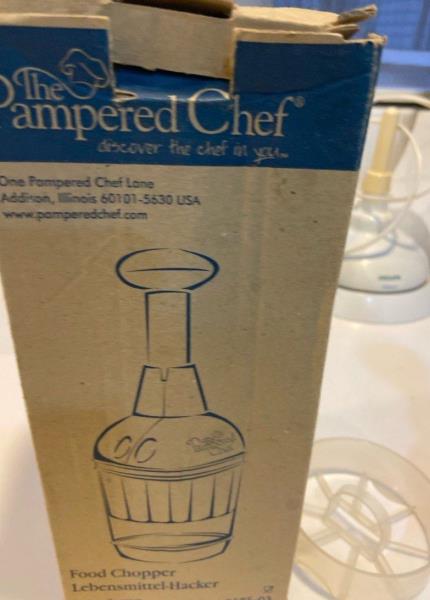 The
Pampered Chef®
discover the chef in you™
One Pampered Chef Lane
Addison, Illinois 60101-5630 USA
www.pamperedchef.com
Pampered
Chef
Food Chopper
Lebensmittel-Hacker